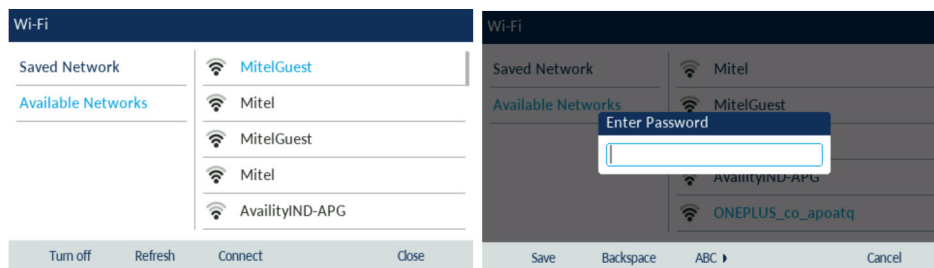 Wi-Fi
Saved Network
Available Networks
MitelGuest
Mitel
MitelGuest
Mitel
AvailityIND-APG
Turn off Refresh Connect Close
Wi-Fi
Saved Network
Available Networks
Mitel
MitelGuest
Enter Password
AvailityIND-APG
ONEPLUS_co_apoatq
Save Backspace ABC Cancel